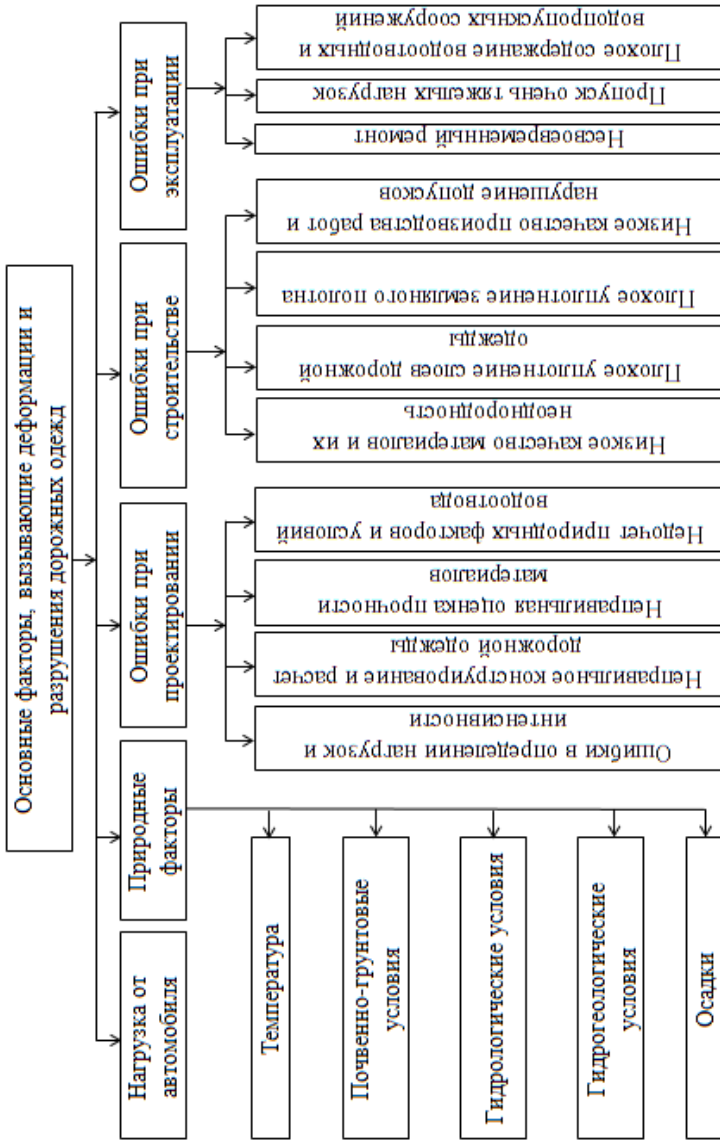 Основные факторы, вызывающие деформации и
разрушения дорожных одежд
Нагрузка от
автомобиля
Природные
факторы
Ошибки при
проектировании
Ошибки при
строительстве
Ошибки при
эксплуатации
Температура
Почвенно-грунтовые
условия
Гидрологические условия
Гидрогеологические
условия
Осадки
Ошибки в определении нагрузок и
интенсивности
Неправильное конструирование и расчет
дорожной одежды
Неправильная оценка прочности
материалов
Недочет природных факторов и условий
водоотвода
Низкое качество материалов и их
неоднородность
Плохое уплотнение слоев дорожной
одежды
Плохое уплотнение земляного полотна
Низкое качество производства работ и
нарушение допусков
Несвоевременный ремонт
Пропуск очень тяжелых нагрузок
Плохое содержание водоотводных и
водопропускных сооружений